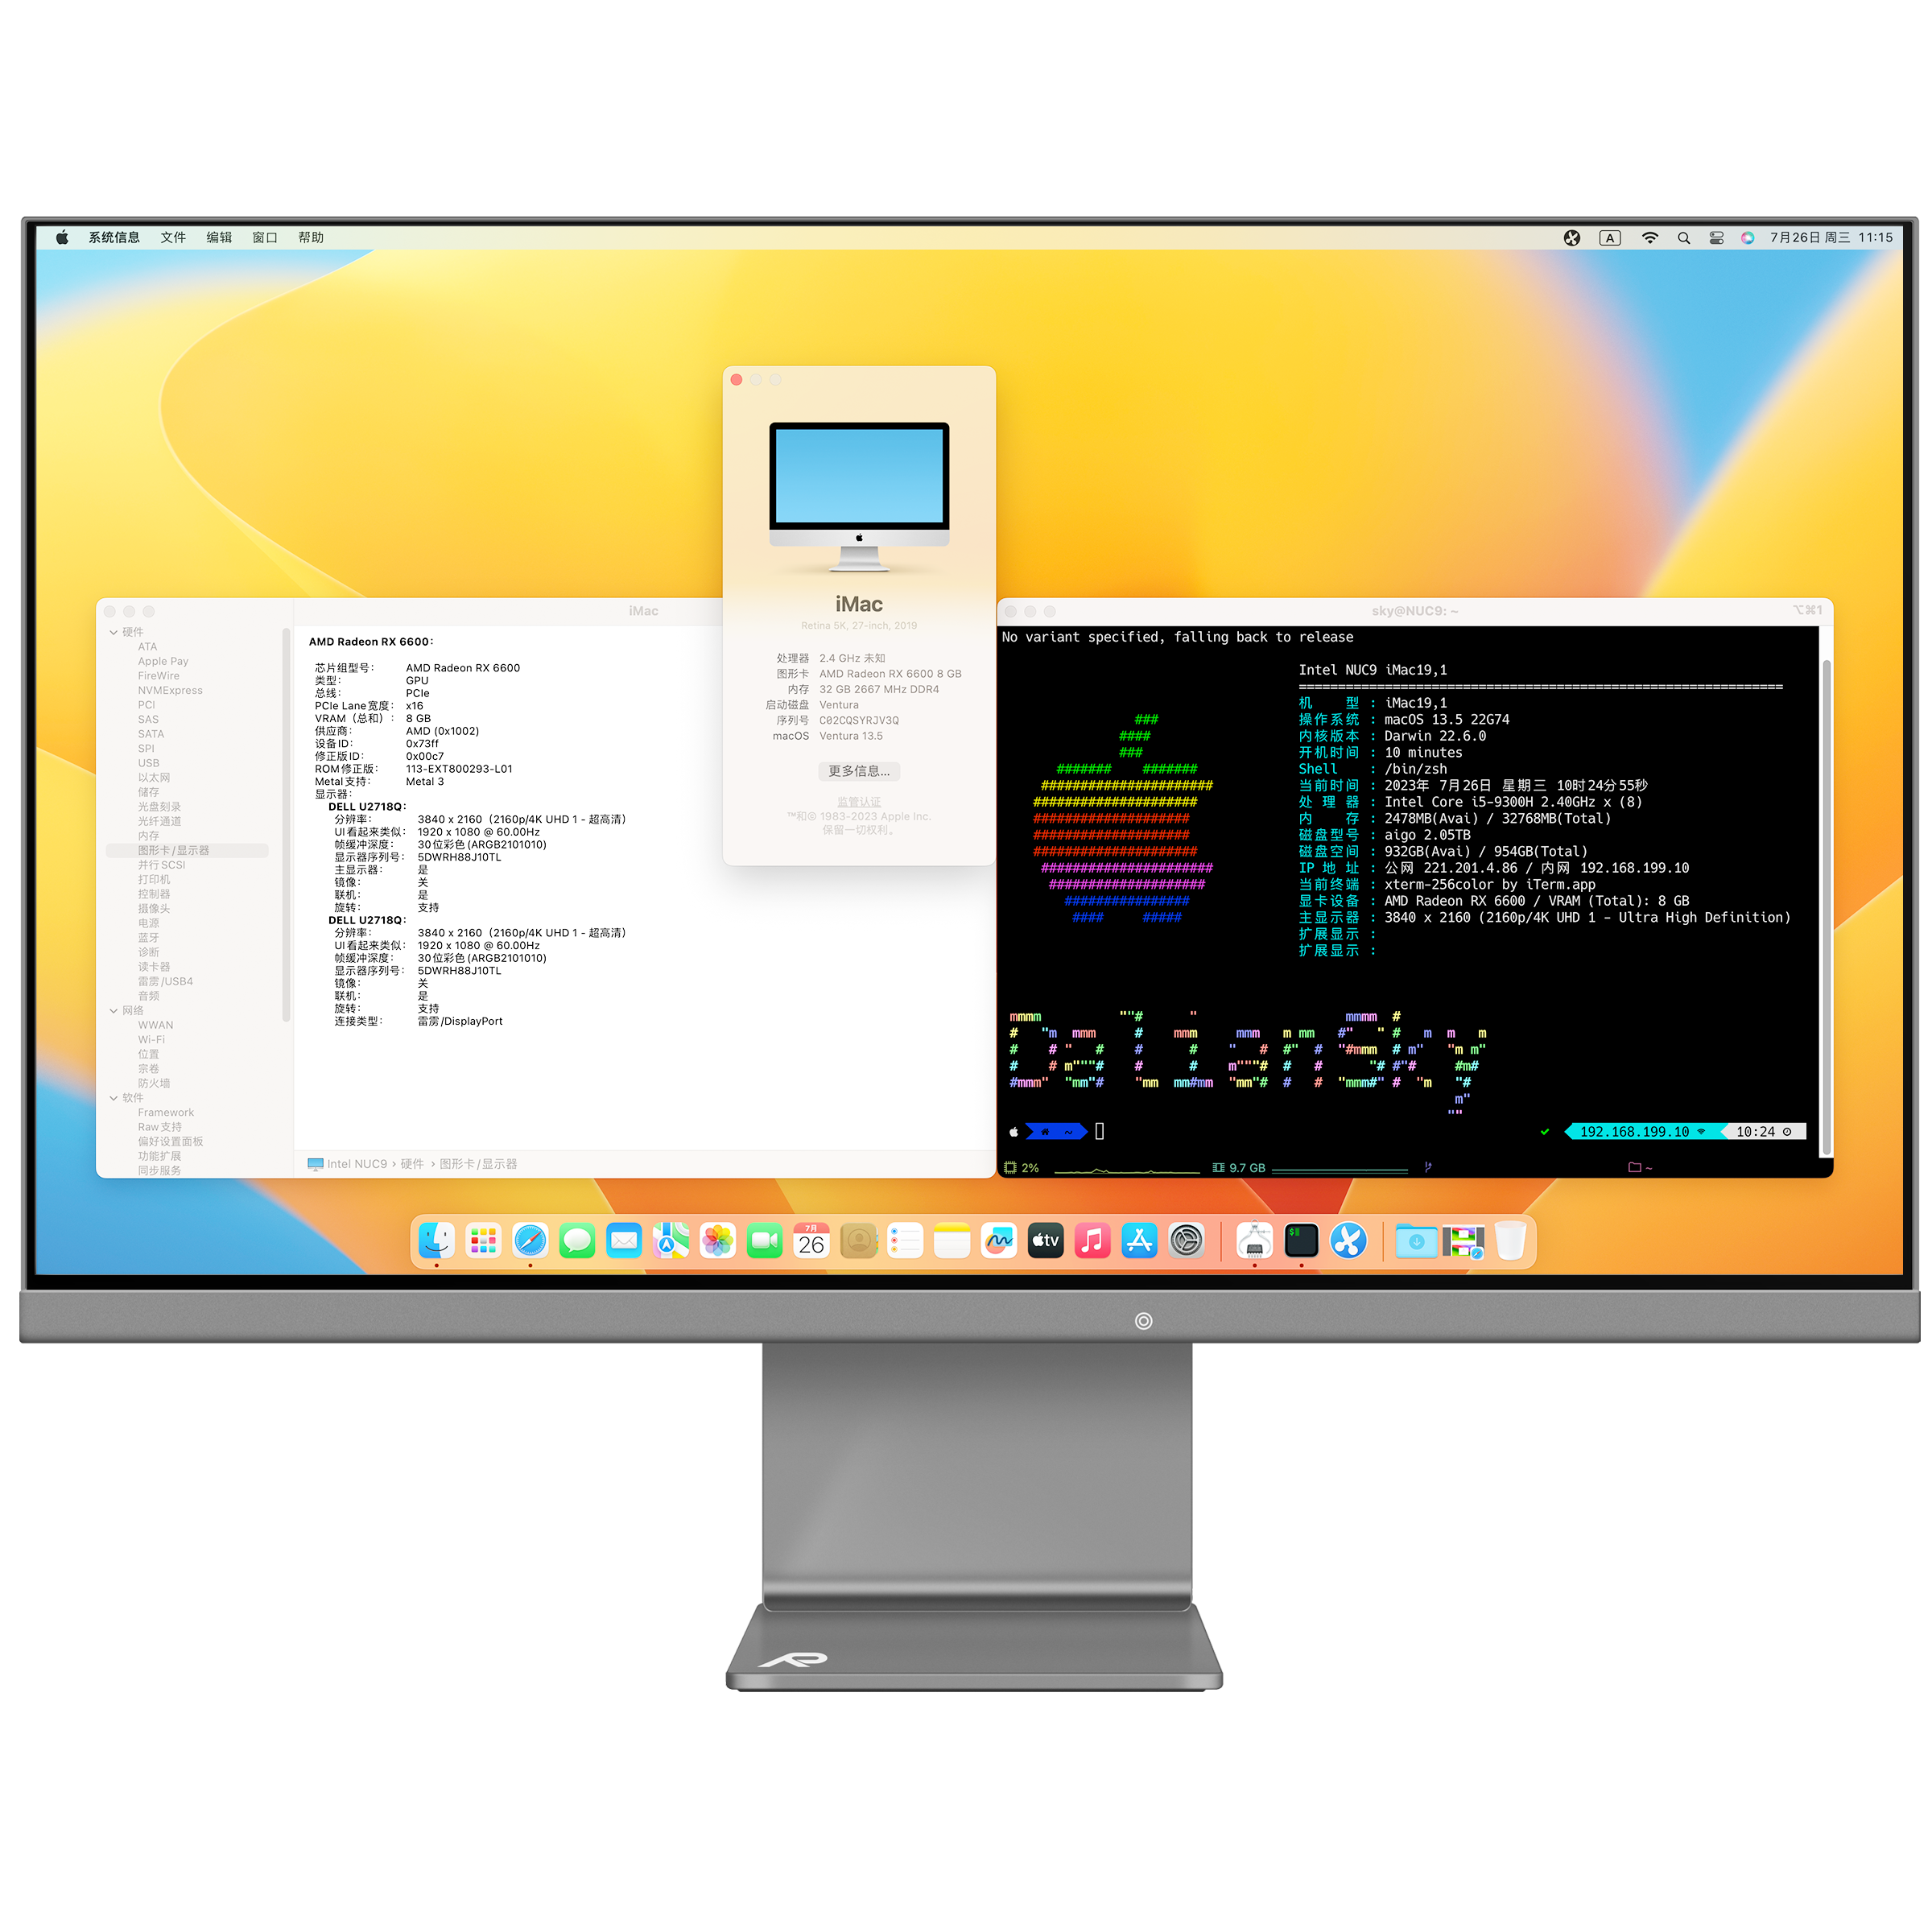 系统信息 文件 编辑 窗口 帮助
A 7月26日 周三 11:15
iMac
硬件
ATA
Apple Pay
FireWire
NVMExpress
PCI
SAS
SATA
SPI
USB
以太网
储存
光盘刻录
光纤通道
内存
图形卡/显示器
并行SCSI
打印机
控制器
摄像头
电源
蓝牙
诊断
读卡器
雷雳/USB4
音频
网络
WWAN
Wi-Fi
位置
宗卷
防火墙
软件
Framework
Raw支持
偏好设置面板
功能扩展
同步服务
AMD Radeon RX 6600:
芯片组型号: AMD Radeon RX 6600
类型: GPU
总线: PCIe
PCIe Lane宽度: x16
VRAM（总和）: 8 GB
供应商: AMD (0x1002)
设备ID: 0x73ff
修正版ID: 0x00c7
ROM修正版: 113-EXT800293-L01
Metal支持: Metal 3
显示器:
DELL U2718Q:
分辨率: 3840 x 2160（2160p/4K UHD 1 - 超高清）
UI看起来类似: 1920 x 1080 @ 60.00Hz
帧缓冲深度: 30位彩色 (ARGB2101010)
显示器序列号: 5DWRH88J10TL
主显示器: 是
镜像: 关
联机: 是
旋转: 支持
DELL U2718Q:
分辨率: 3840 x 2160（2160p/4K UHD 1 - 超高清）
UI看起来类似: 1920 x 1080 @ 60.00Hz
帧缓冲深度: 30位彩色 (ARGB2101010)
显示器序列号: 5DWRH88J10TL
镜像: 关
联机: 是
旋转: 支持
连接类型: 雷雳/DisplayPort
Intel NUC9 › 硬件 › 图形卡/显示器
iMac
Retina 5K, 27-inch, 2019
处理器 2.4 GHz 未知
图形卡 AMD Radeon RX 6600 8 GB
内存 32 GB 2667 MHz DDR4
启动磁盘 Ventura
序列号 C02CQSYRJV3Q
macOS Ventura 13.5
更多信息...
监管认证
™和© 1983-2023 Apple Inc.
保留一切权利。
sky@NUC9: ~ ⌥⌘1
No variant specified, falling back to release
Intel NUC9 iMac19,1
==============================================================
机 型 : iMac19,1
操作系统 : macOS 13.5 22G74
内核版本 : Darwin 22.6.0
开机时间 : 10 minutes
Shell : /bin/zsh
当前时间 : 2023年 7月26日 星期三 10时24分55秒
处 理 器 : Intel Core i5-9300H 2.40GHz x (8)
内 存 : 2478MB(Avai) / 32768MB(Total)
磁盘型号 : aigo 2.05TB
磁盘空间 : 932GB(Avai) / 954GB(Total)
IP 地 址 : 公网 221.201.4.86 / 内网 192.168.199.10
当前终端 : xterm-256color by iTerm.app
显卡设备 : AMD Radeon RX 6600 / VRAM (Total): 8 GB
主显示器 : 3840 x 2160 (2160p/4K UHD 1 - Ultra High Definition)
扩展显示 :
扩展显示 :
DalianSky
~ 192.168.199.10 10:24
2% 9.7 GB ~
7月
26
tv